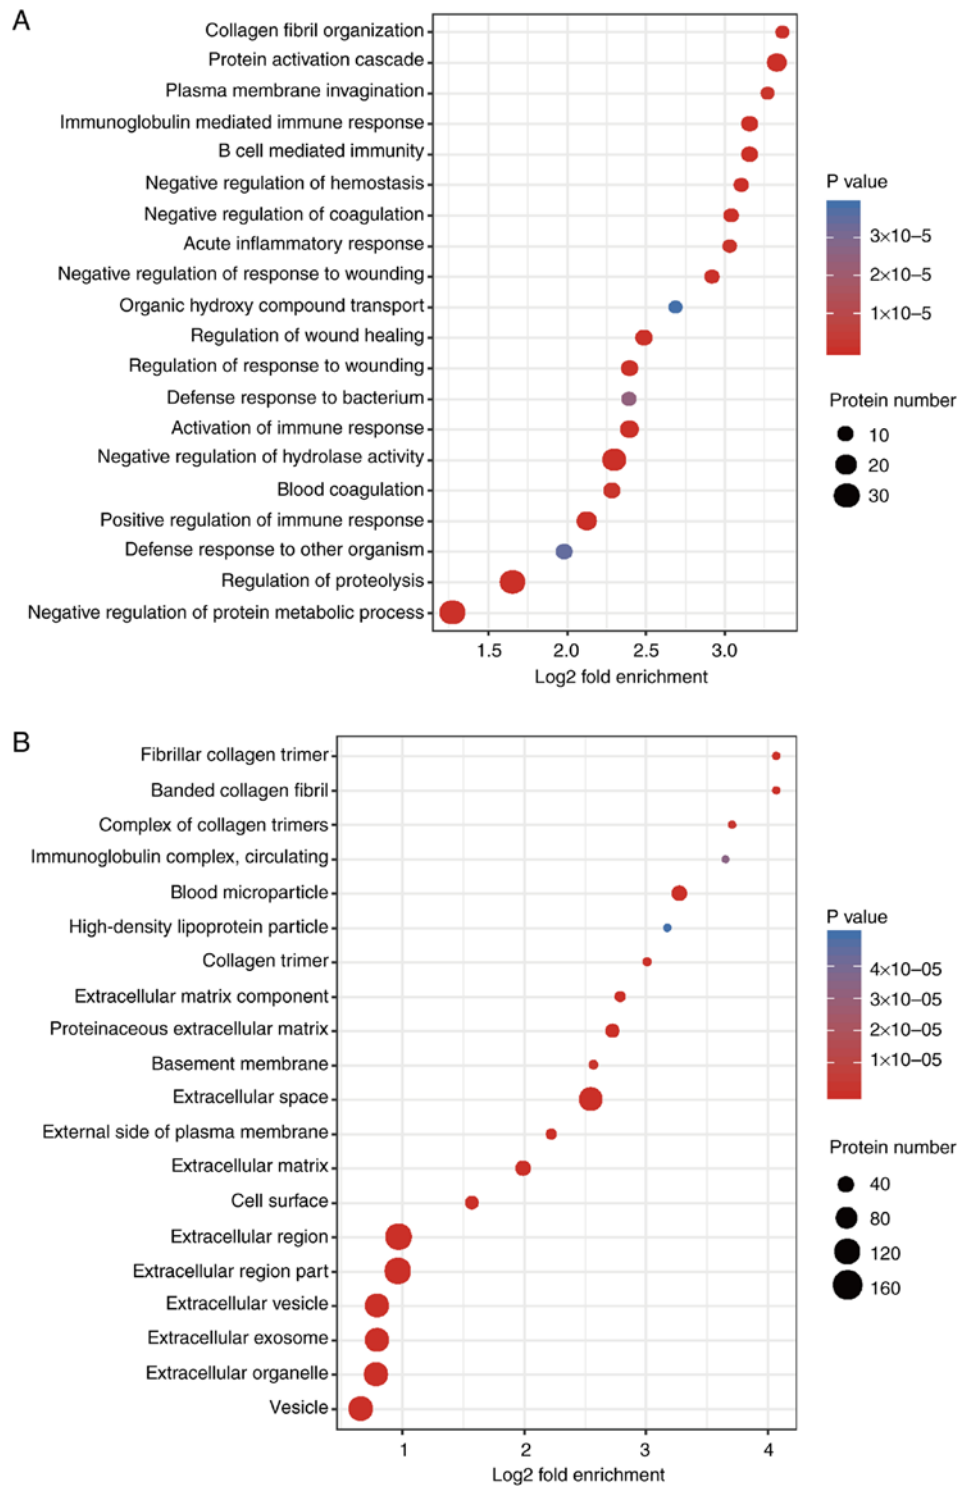 A
Collagen fibril organization
Protein activation cascade
Plasma membrane invagination
Immunoglobulin mediated immune response
B cell mediated immunity
Negative regulation of hemostasis
Negative regulation of coagulation
Acute inflammatory response
Negative regulation of response to wounding
Organic hydroxy compound transport
Regulation of wound healing
Regulation of response to wounding
Defense response to bacterium
Activation of immune response
Negative regulation of hydrolase activity
Blood coagulation
Positive regulation of immune response
Defense response to other organism
Regulation of proteolysis
Negative regulation of protein metabolic process
1.5 2.0 2.5 3.0
Log2 fold enrichment
P value
3×10–5
2×10–5
1×10–5
Protein number
10
20
30
B
Fibrillar collagen trimer
Banded collagen fibril
Complex of collagen trimers
Immunoglobulin complex, circulating
Blood microparticle
High-density lipoprotein particle
Collagen trimer
Extracellular matrix component
Proteinaceous extracellular matrix
Basement membrane
Extracellular space
External side of plasma membrane
Extracellular matrix
Cell surface
Extracellular region
Extracellular region part
Extracellular vesicle
Extracellular exosome
Extracellular organelle
Vesicle
1 2 3 4
Log2 fold enrichment
P value
4×10–05
3×10–05
2×10–05
1×10–05
Protein number
40
80
120
160